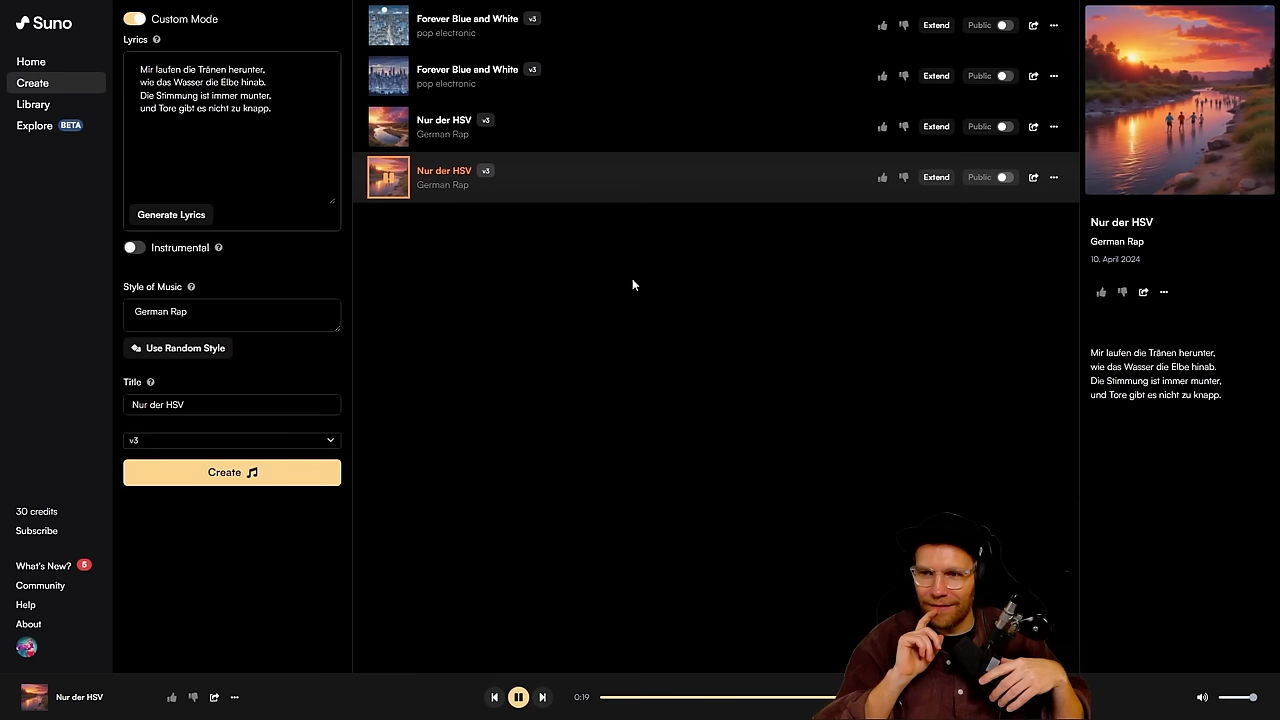 Suno
Home
Create
Library
Explore BETA
30 credits
Subscribe
What's New? 5
Community
Help
About
Custom Mode
Lyrics
Mir laufen die Tränen herunter,
wie das Wasser die Elbe hinab.
Die Stimmung ist immer munter,
und Tore gibt es nicht zu knapp.
Generate Lyrics
Instrumental
Style of Music
German Rap
Use Random Style
Title
Nur der HSV
v3
Create
Forever Blue and White v3
pop electronic
Extend Public
Forever Blue and White v3
pop electronic
Extend Public
Nur der HSV v3
German Rap
Extend Public
Nur der HSV v3
German Rap
Extend Public
Nur der HSV
German Rap
10. April 2024
Mir laufen die Tränen herunter,
wie das Wasser die Elbe hinab.
Die Stimmung ist immer munter,
und Tore gibt es nicht zu knapp.
Nur der HSV
0:19